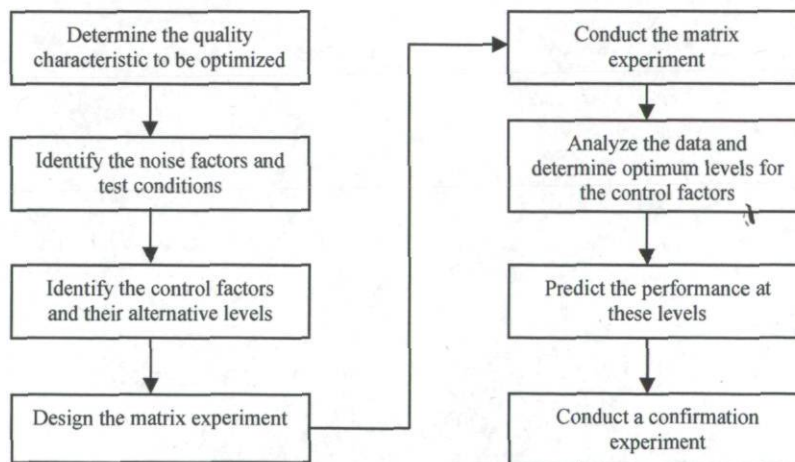 Determine the quality
characteristic to be optimized
Identify the noise factors and
test conditions
Identify the control factors
and their alternative levels
Design the matrix experiment
Conduct the matrix
experiment
Analyze the data and
determine optimum levels for
the control factors
Predict the performance at
these levels
Conduct a confirmation
experiment